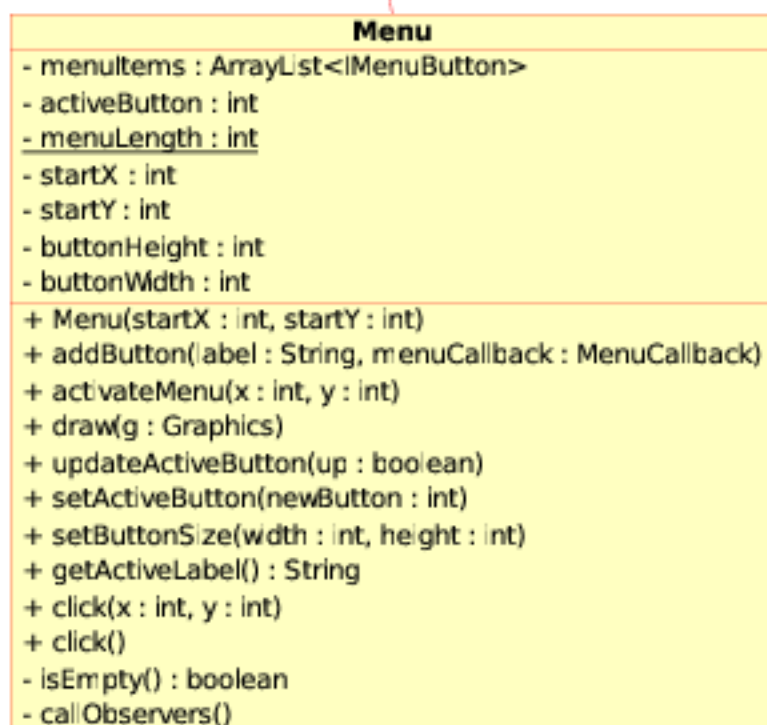 Menu
- menuItems : ArrayList<IMenuButton>
- activeButton : int
- menuLength : int
- startX : int
- startY : int
- buttonHeight : int
- buttonWidth : int
+ Menu(startX : int, startY : int)
+ addButton(label : String, menuCallback : MenuCallback)
+ activateMenu(x : int, y : int)
+ draw(g : Graphics)
+ updateActiveButton(up : boolean)
+ setActiveButton(newButton : int)
+ setButtonSize(width : int, height : int)
+ getActiveLabel() : String
+ click(x : int, y : int)
+ click()
- isEmpty() : boolean
- callObservers()